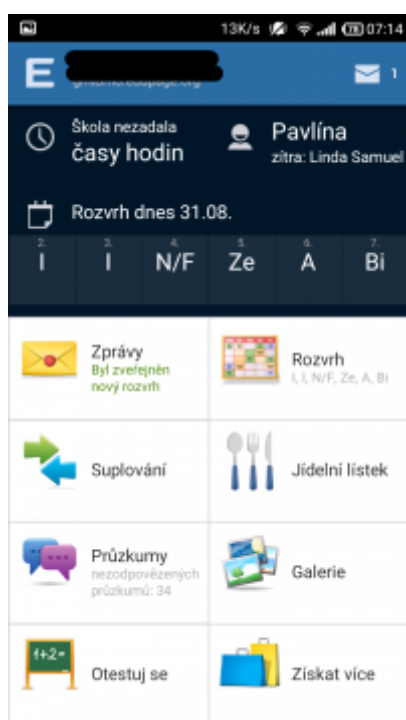 13K/s 78 07:14
E
1
Škola nezadala
časy hodin
Pavlína
zítra: Linda Samuel
Rozvrh dnes 31.08.
2. 3. 4. 5. 6. 7.
I I N/F Ze A Bi
Zprávy
Byl zveřejněn
nový rozvrh
Rozvrh
I, I, N/F, Ze, A, Bi
Suplování
Jídelní lístek
Průzkumy
nezodpovězených
průzkumů: 34
Galerie
1+2=
Otestuj se
Získat více